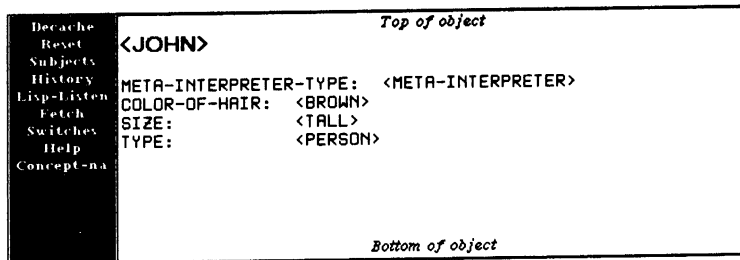 Decache
Reset
Subjects
History
Lisp-Listen
Fetch
Switches
Help
Concept-na
Top of object
<JOHN>
META-INTERPRETER-TYPE: <META-INTERPRETER>
COLOR-OF-HAIR: <BROWN>
SIZE: <TALL>
TYPE: <PERSON>
Bottom of object